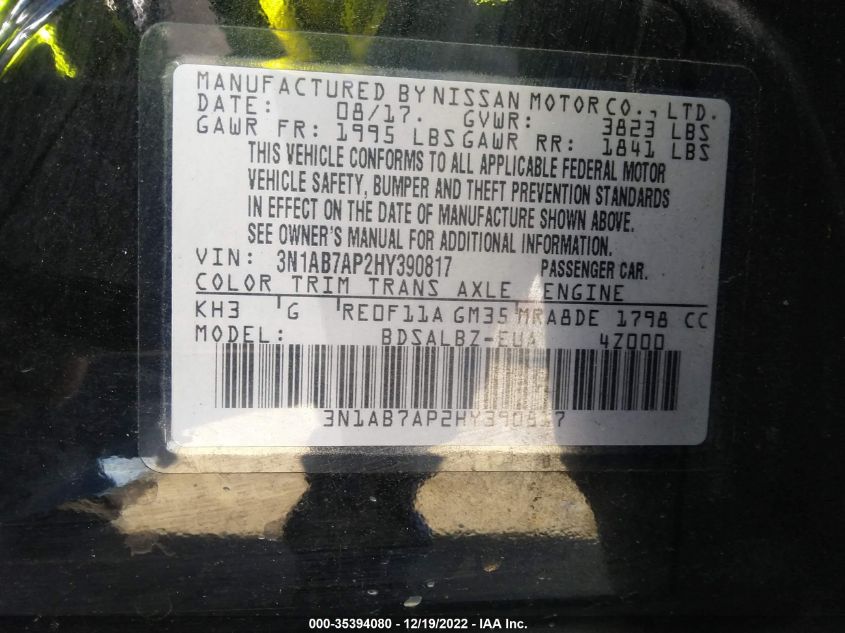 MANUFACTURED BY NISSAN MOTOR CO., LTD.
DATE: 08/17. GVWR: 3823 LBS
GAWR FR: 1995 LBS GAWR RR: 1841 LBS
THIS VEHICLE CONFORMS TO ALL APPLICABLE FEDERAL MOTOR
VEHICLE SAFETY, BUMPER AND THEFT PREVENTION STANDARDS
IN EFFECT ON THE DATE OF MANUFACTURE SHOWN ABOVE.
SEE OWNER'S MANUAL FOR ADDITIONAL INFORMATION.
VIN: 3N1AB7AP2HY390817 PASSENGER CAR.
COLOR TRIM TRANS AXLE ENGINE
KH3 G RE0F11A GM35 MRA8DE 1798 CC
MODEL: BDSALBZ-EUA 4Z000
3N1AB7AP2HY390817
000-35394080 - 12/19/2022 - IAA Inc.